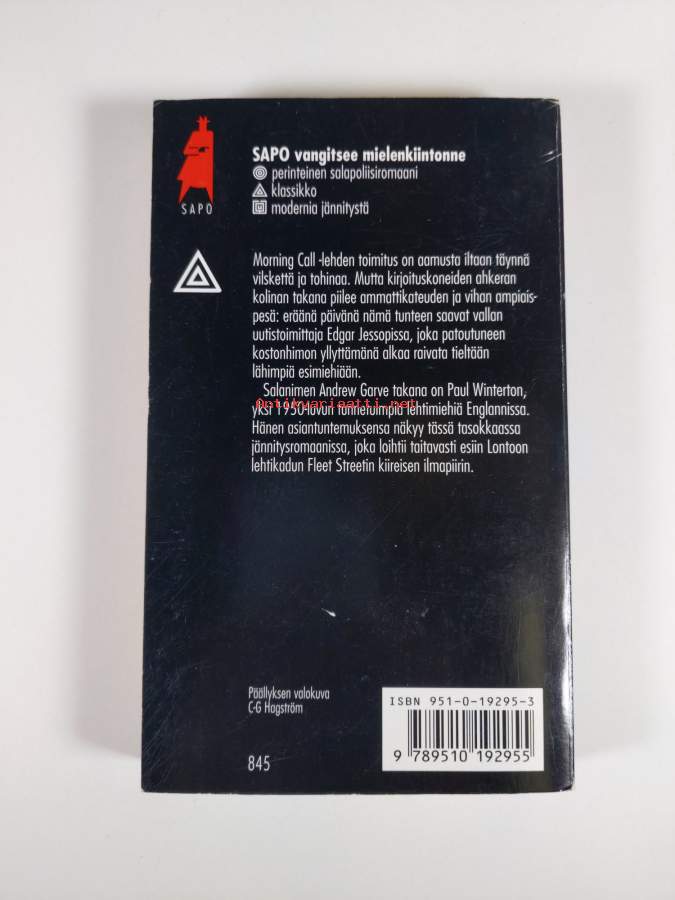 SAPO vangitsee mielenkiintonne
perinteinen salapoliisiromaani
klassikko
modernia jännitystä
SAPO
Morning Call -lehden toimitus on aamusta iltaan täynnä
vilskettä ja tohinaa. Mutta kirjoituskoneiden ahkeran
kolinan takana piilee ammattikateuden ja vihan ampiais-
pesä: eräänä päivänä nämä tunteen saavat vallan
uutistoimittaja Edgar Jessopissa, joka patoutuneen
kostonhimon yllyttämänä alkaa raivata tieltään
lähimpiä esimiehiään.
Salanimen Andrew Garve takana on Paul Winterton,
Antikvariaatti.net
yksi 1950-luvun tunnetuimpia lehtimiehiä Englannissa.
Hänen asiantuntemuksensa näkyy tässä tasokkaassa
jännitysromaanissa, joka loihtii taitavasti esiin Lontoon
lehtikadun Fleet Streetin kiireisen ilmapiirin.
Päällyksen valokuva
C-G Hagström
845
ISBN 951-0-19295-3
9 789510 192955